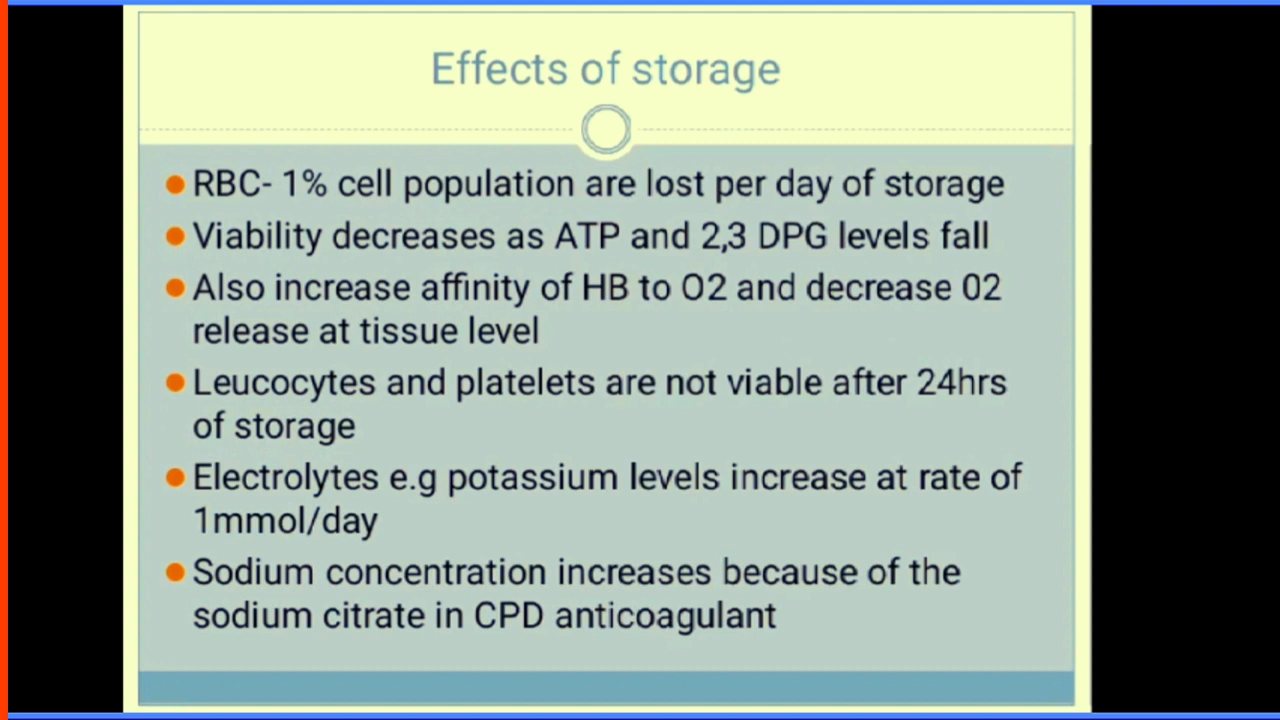 Effects of storage
RBC- 1% cell population are lost per day of storage
Viability decreases as ATP and 2,3 DPG levels fall
Also increase affinity of HB to O2 and decrease 02
release at tissue level
Leucocytes and platelets are not viable after 24hrs
of storage
Electrolytes e.g potassium levels increase at rate of
1mmol/day
Sodium concentration increases because of the
sodium citrate in CPD anticoagulant